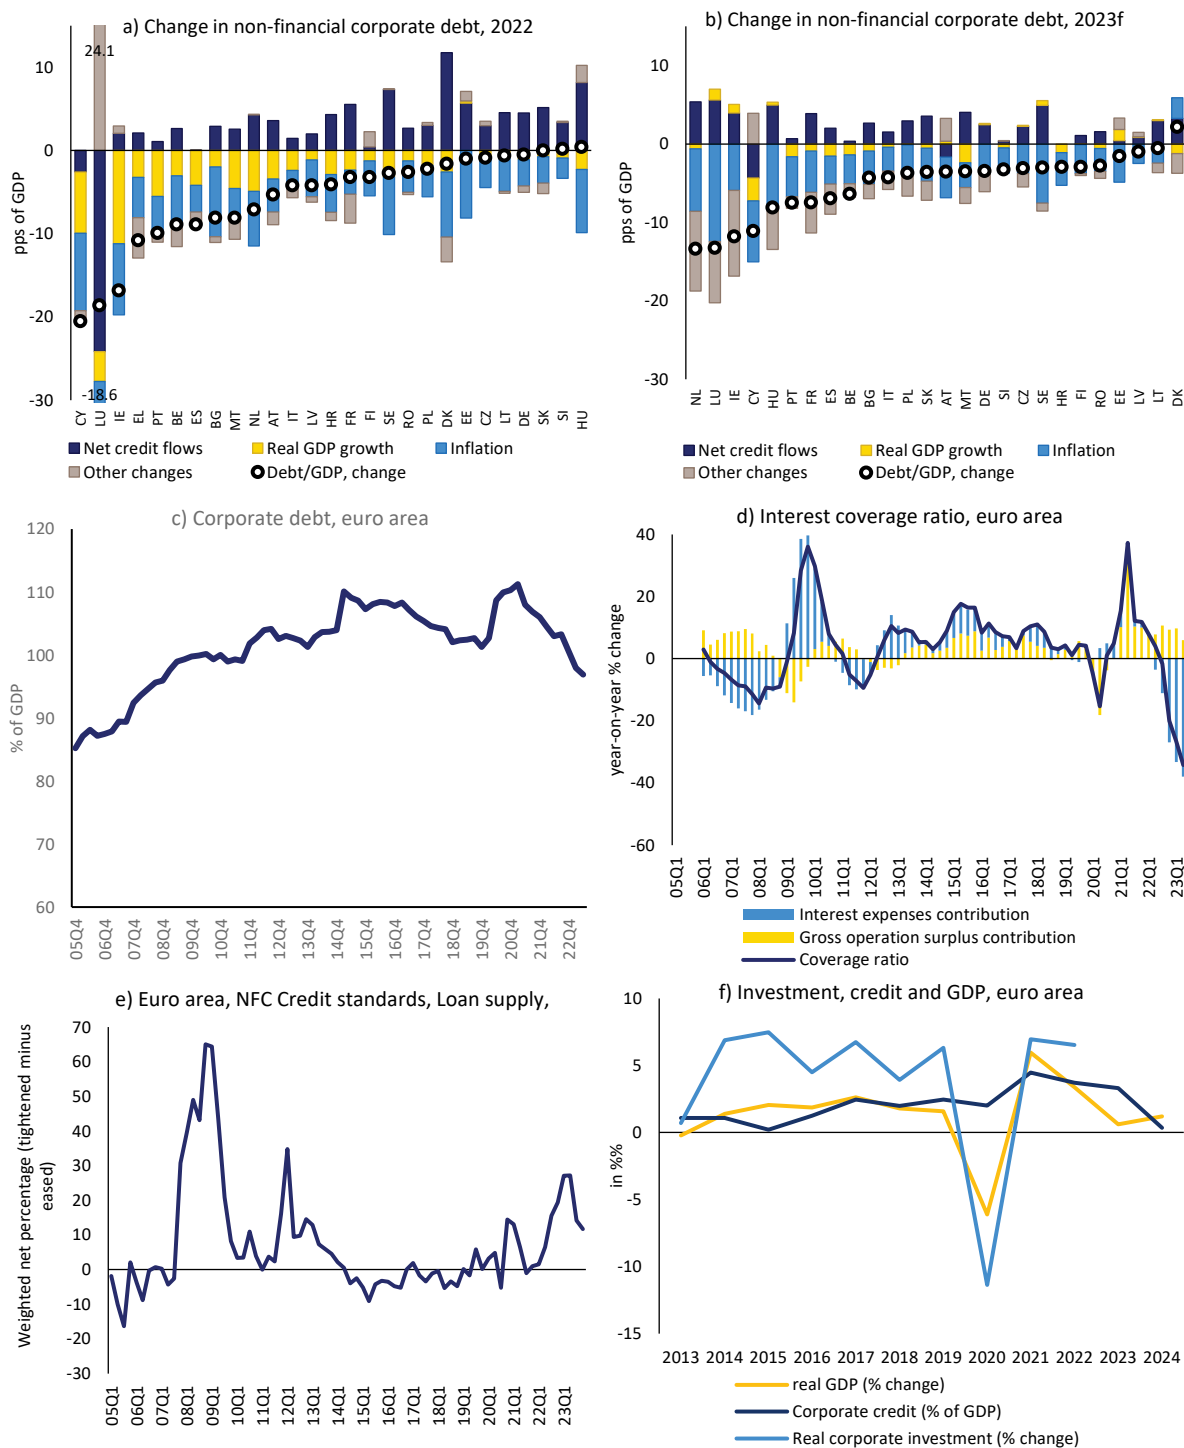 a) Change in non-financial corporate debt, 2022
24.1
10
0
-10
-20
-30
pps of GDP
-18.6
CY LU IE EL PT BE ES BG MT NL AT IT LV HR FR FI SE RO PL DK EE CZ LT DE SK SI HU
Net credit flows Real GDP growth Inflation
Other changes Debt/GDP, change
b) Change in non-financial corporate debt, 2023f
10
0
-10
-20
-30
pps of GDP
NL LU IE CY HU PT FR ES BE BG IT PL SK AT MT DE SI CZ SE HR FI RO EE LV LT DK
Net credit flows Real GDP growth Inflation
Other changes Debt/GDP, change
c) Corporate debt, euro area
120
110
100
90
80
70
60
% of GDP
05Q4 06Q4 07Q4 08Q4 09Q4 10Q4 11Q4 12Q4 13Q4 14Q4 15Q4 16Q4 17Q4 18Q4 19Q4 20Q4 21Q4 22Q4
d) Interest coverage ratio, euro area
40
20
0
-20
-40
-60
year-on-year % change
05Q1 06Q1 07Q1 08Q1 09Q1 10Q1 11Q1 12Q1 13Q1 14Q1 15Q1 16Q1 17Q1 18Q1 19Q1 20Q1 21Q1 22Q1 23Q1
Interest expenses contribution
Gross operation surplus contribution
Coverage ratio
e) Euro area, NFC Credit standards, Loan supply,
70
60
50
40
30
20
10
0
-10
-20
-30
Weighted net percentage (tightened minus
eased)
05Q1 06Q1 07Q1 08Q1 09Q1 10Q1 11Q1 12Q1 13Q1 14Q1 15Q1 16Q1 17Q1 18Q1 19Q1 20Q1 21Q1 22Q1 23Q1
f) Investment, credit and GDP, euro area
10
5
0
-5
-10
-15
in %%
2013 2014 2015 2016 2017 2018 2019 2020 2021 2022 2023 2024
real GDP (% change)
Corporate credit (% of GDP)
Real corporate investment (% change)